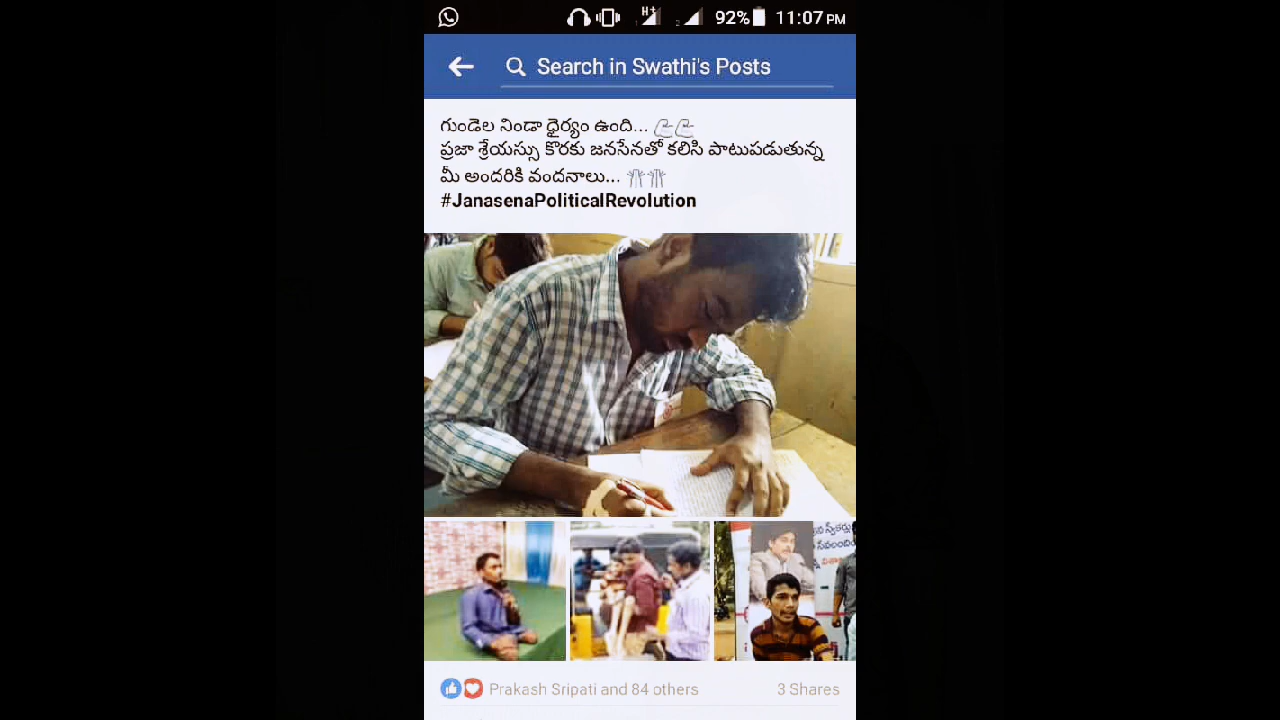 92% 11:07 PM
Search in Swathi's Posts
గుండెల నిండా ధైర్యం ఉంది...
ప్రజా శ్రేయస్సు కొరకు జనసేనతో కలిసి పాటుపడుతున్న
మీ అందరికి వందనాలు...
#JanasenaPoliticalRevolution
Prakash Sripati and 84 others
3 Shares